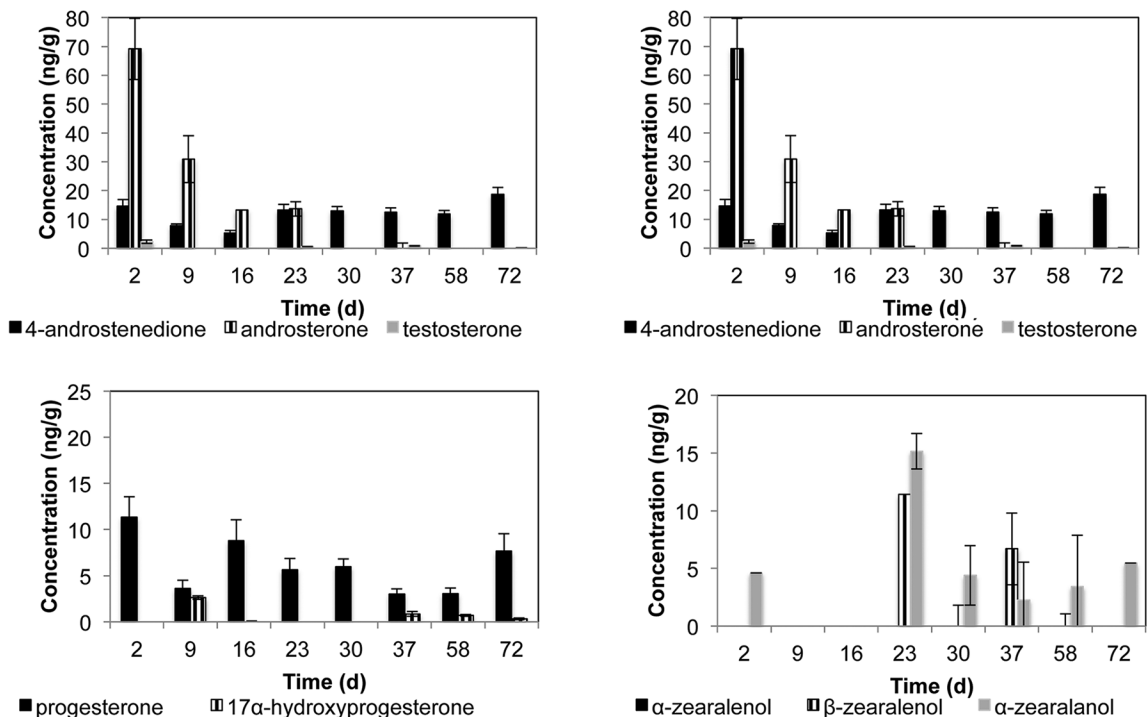 80
70
60
50
40
30
20
10
0
Concentration (ng/g)
2 9 16 23 30 37 58 72
Time (d)
4-androstenedione androsterone testosterone
80
70
60
50
40
30
20
10
0
Concentration (ng/g)
2 9 16 23 30 37 58 72
4-androstenedione androsterone testosterone
25
20
15
10
5
0
Concentration (ng/g)
2 9 16 23 30 37 58 72
Time (d)
progesterone 17α-hydroxyprogesterone
20
15
10
5
0
Concentration (ng/g)
2 9 16 23 30 37 58 72
Time (d)
α-zearalenol β-zearalenol α-zearalanol